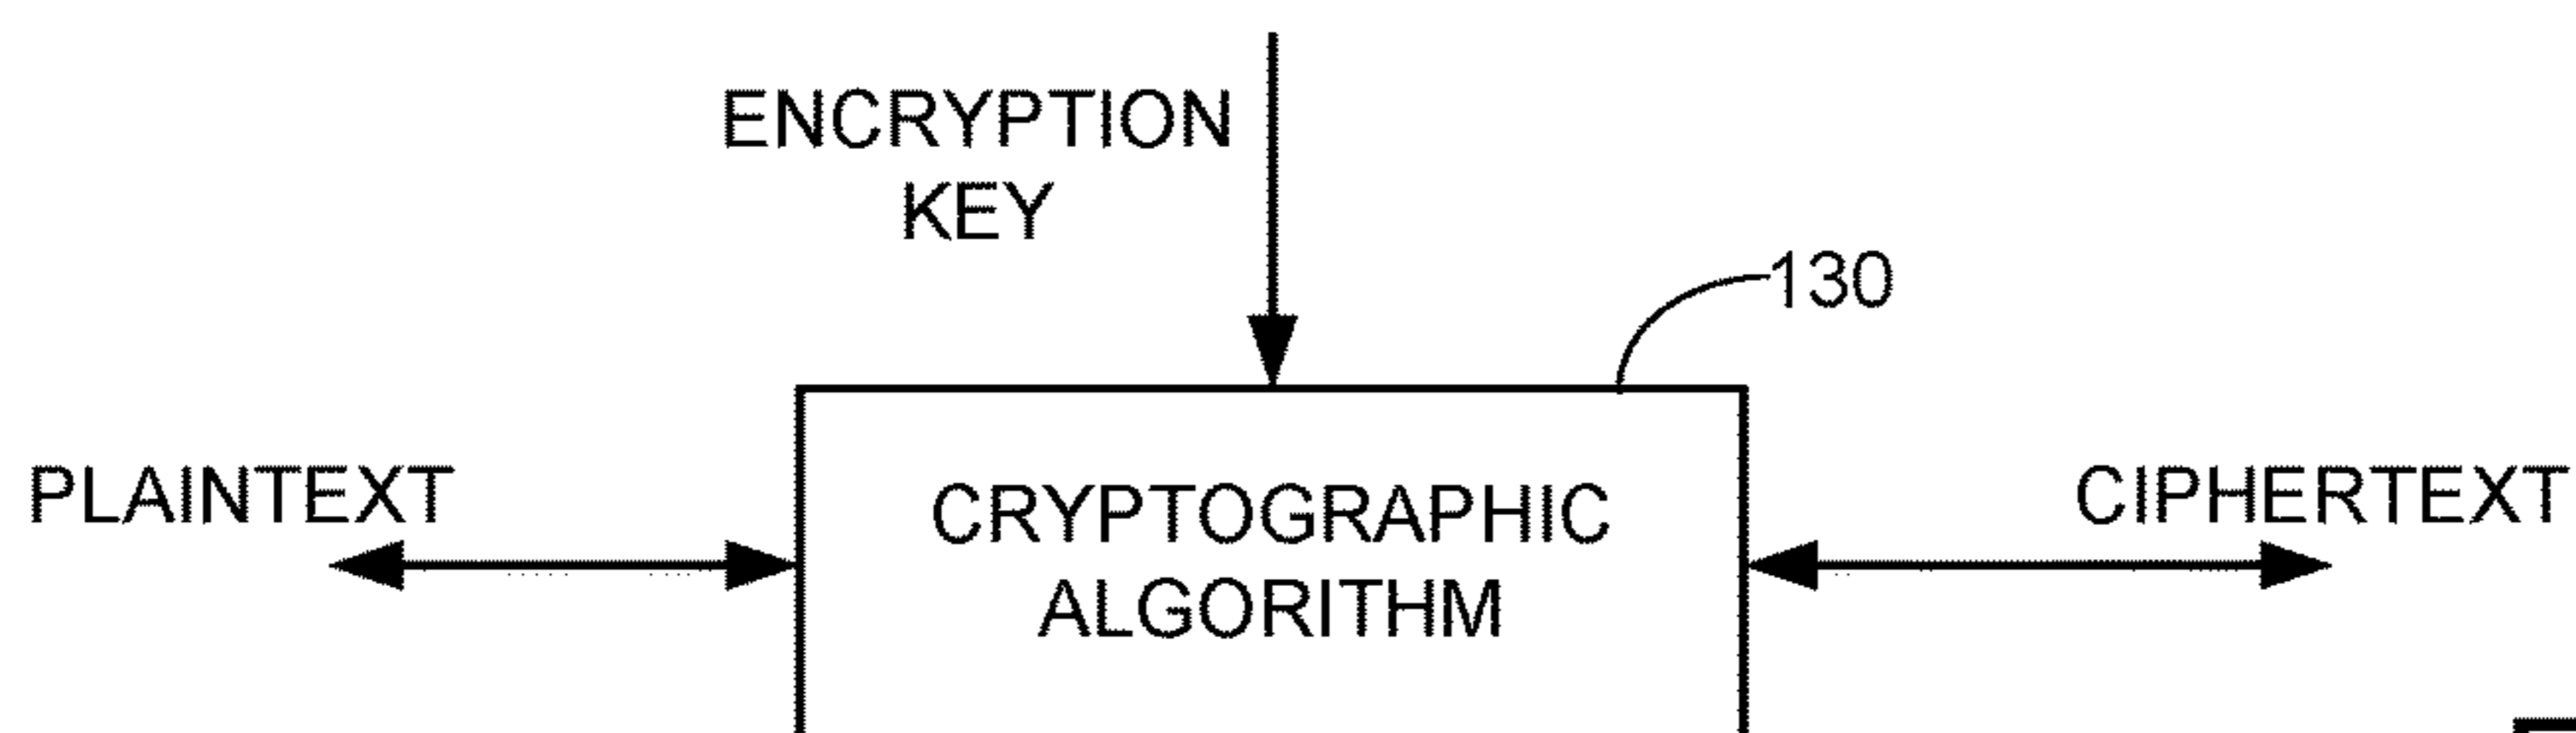 ENCRYPTION
KEY
130
PLAINTEXT
CRYPTOGRAPHIC
ALGORITHM
CIPHERTEXT